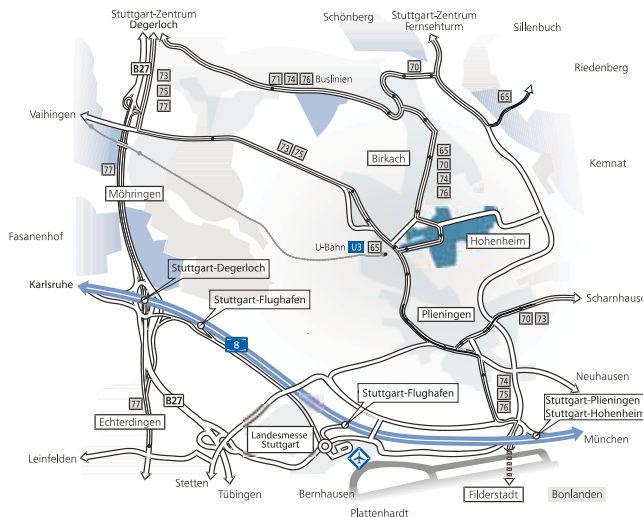 Stuttgart-Zentrum
Degerloch
Schönberg
Stuttgart-Zentrum
Fernsehturm
Sillenbuch
Riedenberg
B27
73
75
77
71 74 76
Buslinien
70
65
Vaihingen
73 75
Birkach
65
70
74
76
Kemnat
77
Möhringen
Fasanenhof
U-Bahn U3 65
Hohenheim
Stuttgart-Degerloch
Karlsruhe
Stuttgart-Flughafen
Plieningen
Scharnhause
70 73
8
Neuhausen
74
75
76
Stuttgart-Flughafen
Stuttgart-Plieningen
Stuttgart-Hohenheim
77
B27
Echterdingen
Landesmesse
Stuttgart
München
Leinfelden
Stetten
Tübingen
Bernhausen
Filderstadt
Bonlanden
Plattenhardt